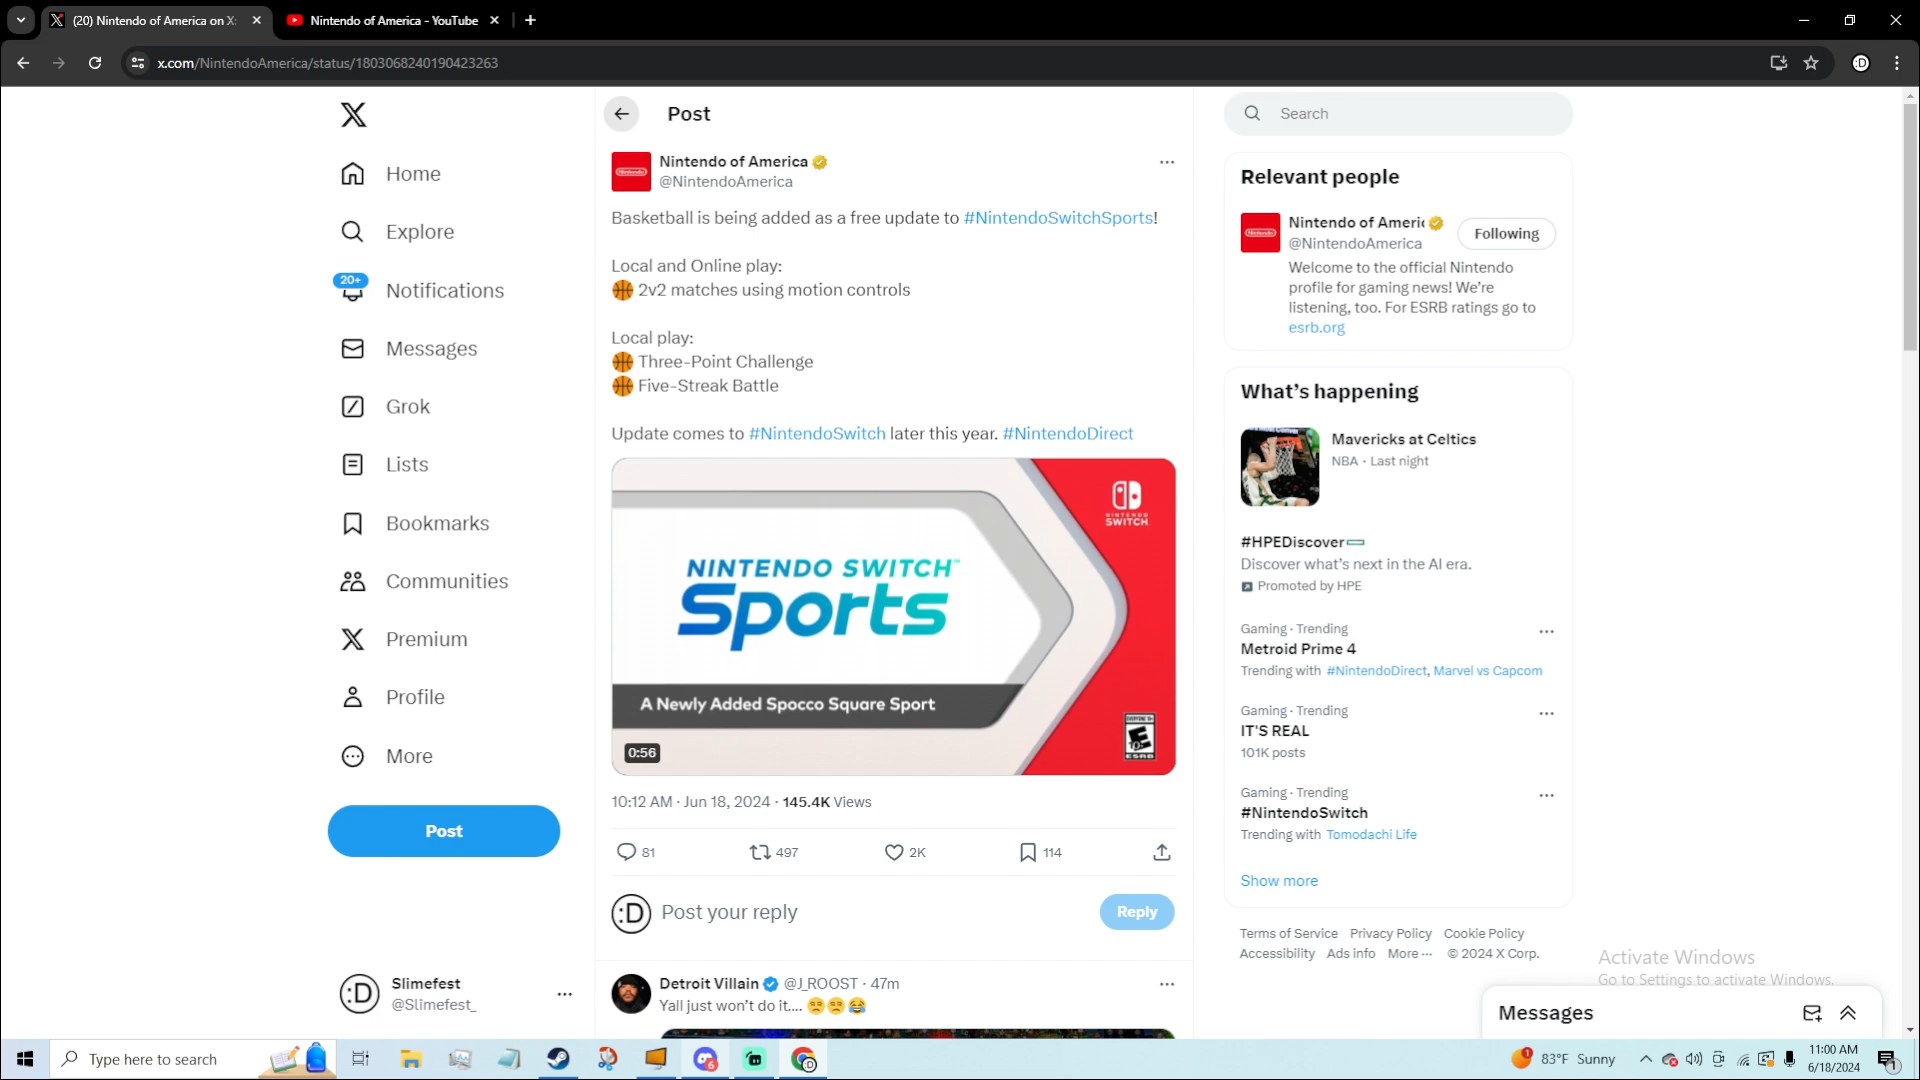 (20) Nintendo of America on X:
Nintendo of America - YouTube
x.com/NintendoAmerica/status/1803068240190423263
Home
Explore
20+
Notifications
Messages
Grok
Lists
Bookmarks
Communities
Premium
Profile
More
Post
Slimefest
@Slimefest_
Post
Nintendo of America
@NintendoAmerica
Basketball is being added as a free update to #NintendoSwitchSports!
Local and Online play:
🏀 2v2 matches using motion controls
Local play:
🏀 Three-Point Challenge
🏀 Five-Streak Battle
Update comes to #NintendoSwitch later this year. #NintendoDirect
NINTENDO
SWITCH
NINTENDO SWITCH™
Sports
A Newly Added Spocco Square Sport
0:56
EVERYONE 10+
E
10+
ESRB
10:12 AM · Jun 18, 2024 · 145.4K Views
81
497
2K
114
:D
Post your reply
Reply
Detroit Villain @J_ROOST · 47m
Yall just won't do it.... 😒😒😂
Search
Relevant people
Nintendo of Americ
@NintendoAmerica
Following
Welcome to the official Nintendo
profile for gaming news! We're
listening, too. For ESRB ratings go to
esrb.org
What's happening
Mavericks at Celtics
NBA · Last night
#HPEDiscover
Discover what's next in the AI era.
Promoted by HPE
Gaming · Trending
Metroid Prime 4
Trending with #NintendoDirect, Marvel vs Capcom
Gaming · Trending
IT'S REAL
101K posts
Gaming · Trending
#NintendoSwitch
Trending with Tomodachi Life
Show more
Terms of Service Privacy Policy Cookie Policy
Accessibility Ads info More ··· © 2024 X Corp.
Activate Windows
Go to Settings to activate Windows.
Messages
Type here to search
83°F Sunny
11:00 AM
6/18/2024